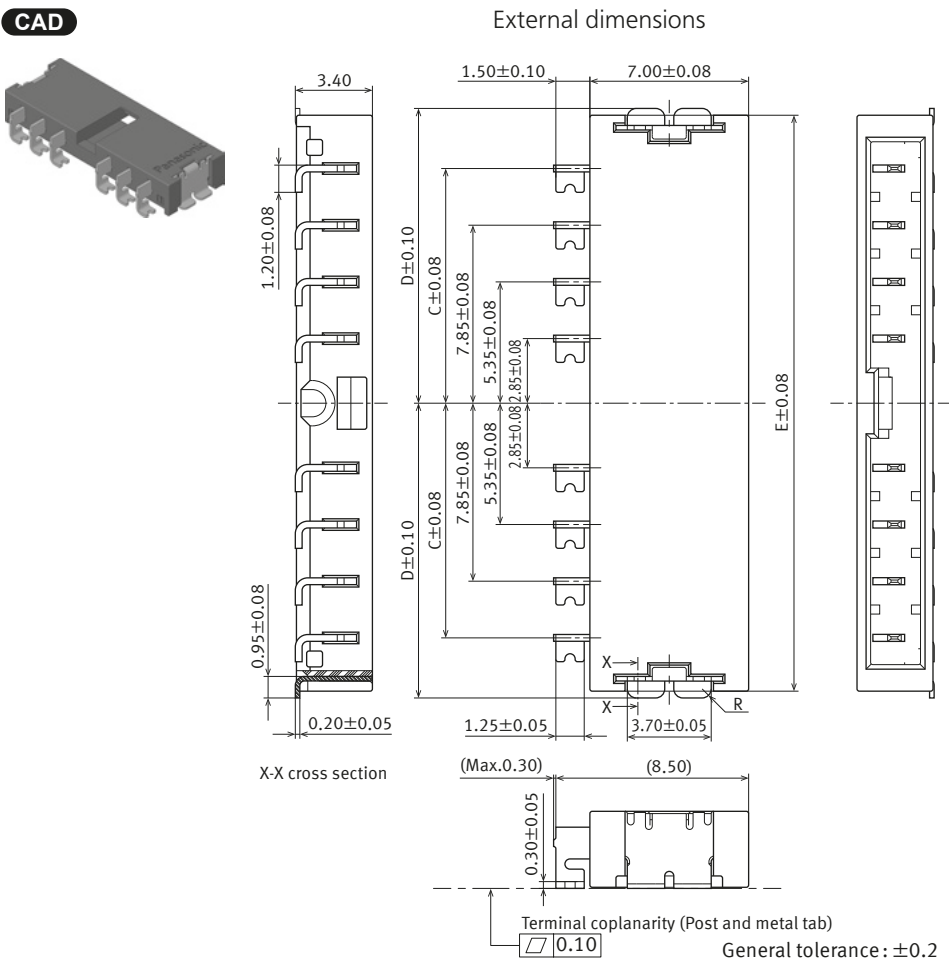 CAD
External dimensions
Panasonic
3.40
1.50±0.10
7.00±0.08
1.20±0.08
D±0.10
C±0.08
7.85±0.08
5.35±0.08
2.85±0.08
E±0.08
2.85±0.08
5.35±0.08
7.85±0.08
C±0.08
D±0.10
0.95±0.08
X
X
R
0.20±0.05
1.25±0.05
3.70±0.05
X-X cross section
(Max.0.30)
(8.50)
0.30±0.05
Terminal coplanarity (Post and metal tab)
0.10
General tolerance: ±0.2